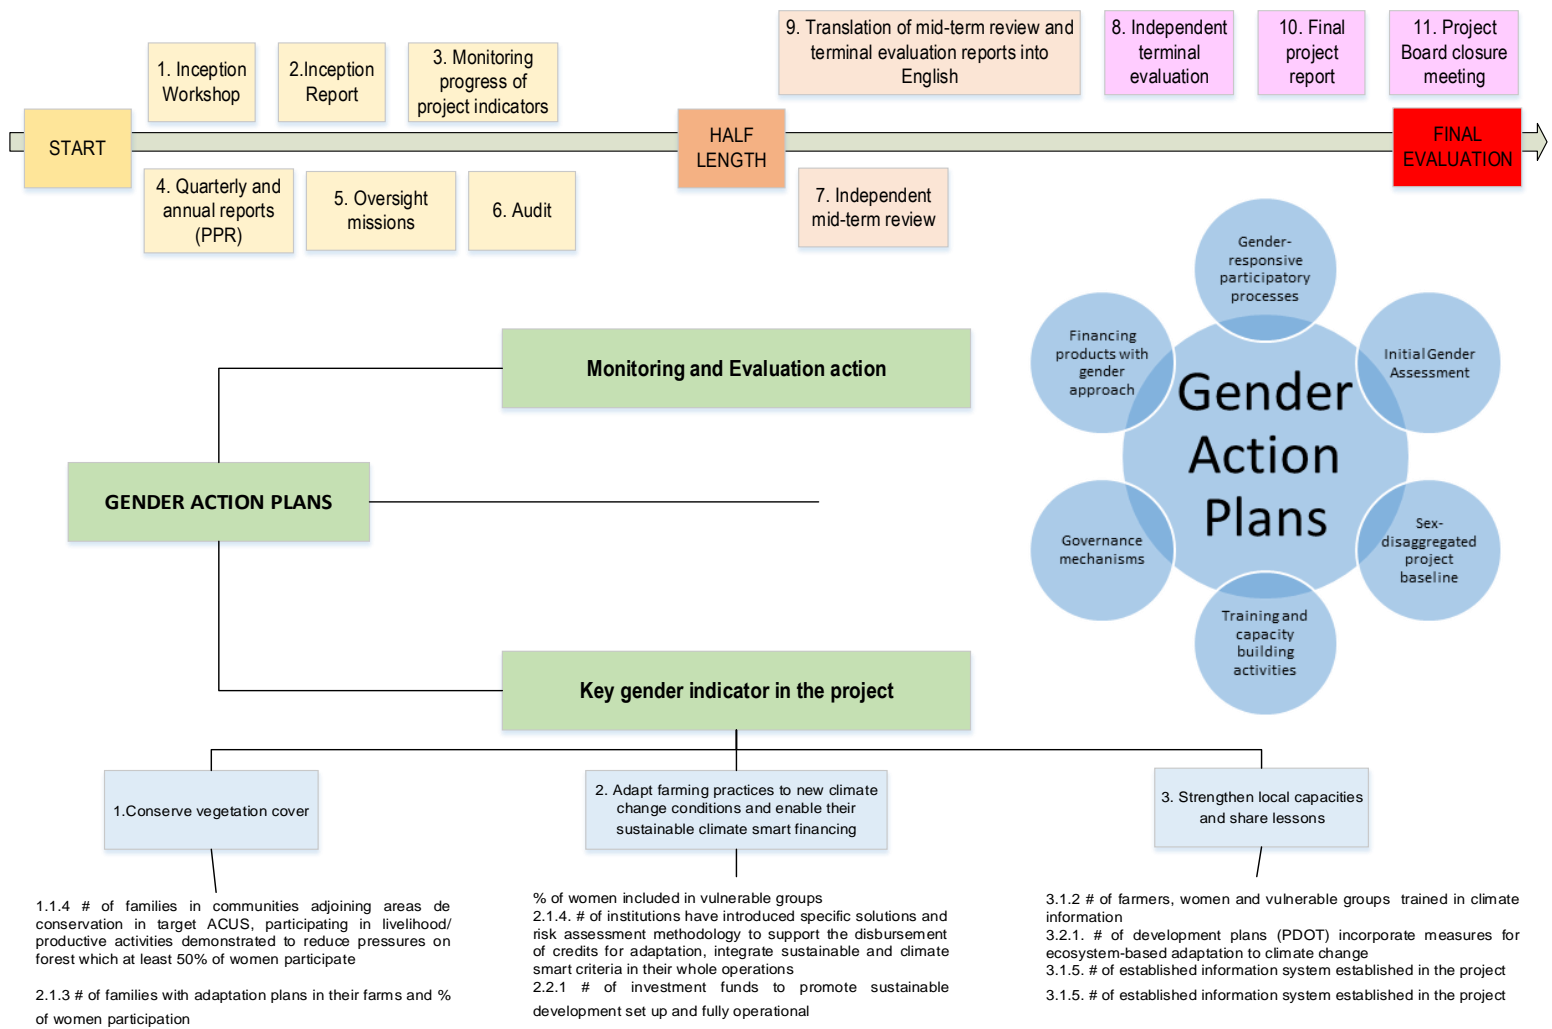 9. Translation of mid-term review and
terminal evaluation reports into
English
8. Independent
terminal
evaluation
10. Final
project
report
11. Project
Board closure
meeting
1. Inception
Workshop
2.Inception
Report
3. Monitoring
progress of
project indicators
START
HALF
LENGTH
FINAL
EVALUATION
4. Quarterly and
annual reports
(PPR)
5. Oversight
missions
6. Audit
7. Independent
mid-term review
Gender-
responsive
participatory
processes
Financing
products with
gender
approach
Initial Gender
Assessment
Gender
Action
Plans
Governance
mechanisms
Sex-
disaggregated
project
baseline
Training and
capacity
building
activities
Monitoring and Evaluation action
GENDER ACTION PLANS
Key gender indicator in the project
1.Conserve vegetation cover
2. Adapt farming practices to new climate
change conditions and enable their
sustainable climate smart financing
3. Strengthen local capacities
and share lessons
1.1.4 # of families in communities adjoining areas de
conservation in target ACUS, participating in livelihood/
productive activities demonstrated to reduce pressures on
forest which at least 50% of women participate
2.1.3 # of families with adaptation plans in their farms and %
of women participation
% of women included in vulnerable groups
2.1.4. # of institutions have introduced specific solutions and
risk assessment methodology to support the disbursement
of credits for adaptation, integrate sustainable and climate
smart criteria in their whole operations
2.2.1 # of investment funds to promote sustainable
development set up and fully operational
3.1.2 # of farmers, women and vulnerable groups trained in climate
information
3.2.1. # of development plans (PDOT) incorporate measures for
ecosystem-based adaptation to climate change
3.1.5. # of established information system established in the project
3.1.5. # of established information system established in the project